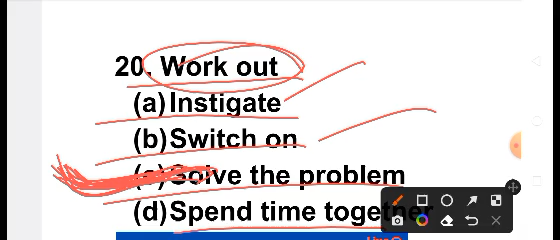 20. Work out
(a) Instigate
(b) Switch on
(c) Solve the problem
(d) Spend time together